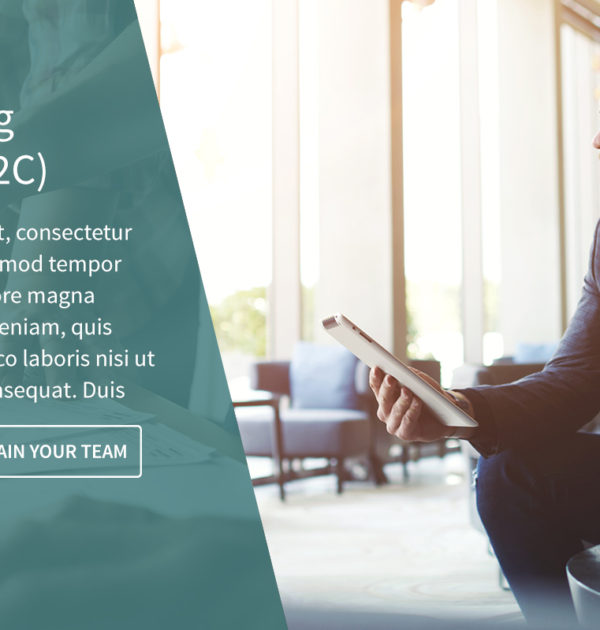 g
2C)
t, consectetur
mod tempor
ore magna
eniam, quis
co laboris nisi ut
nsequat. Duis
AIN YOUR TEAM